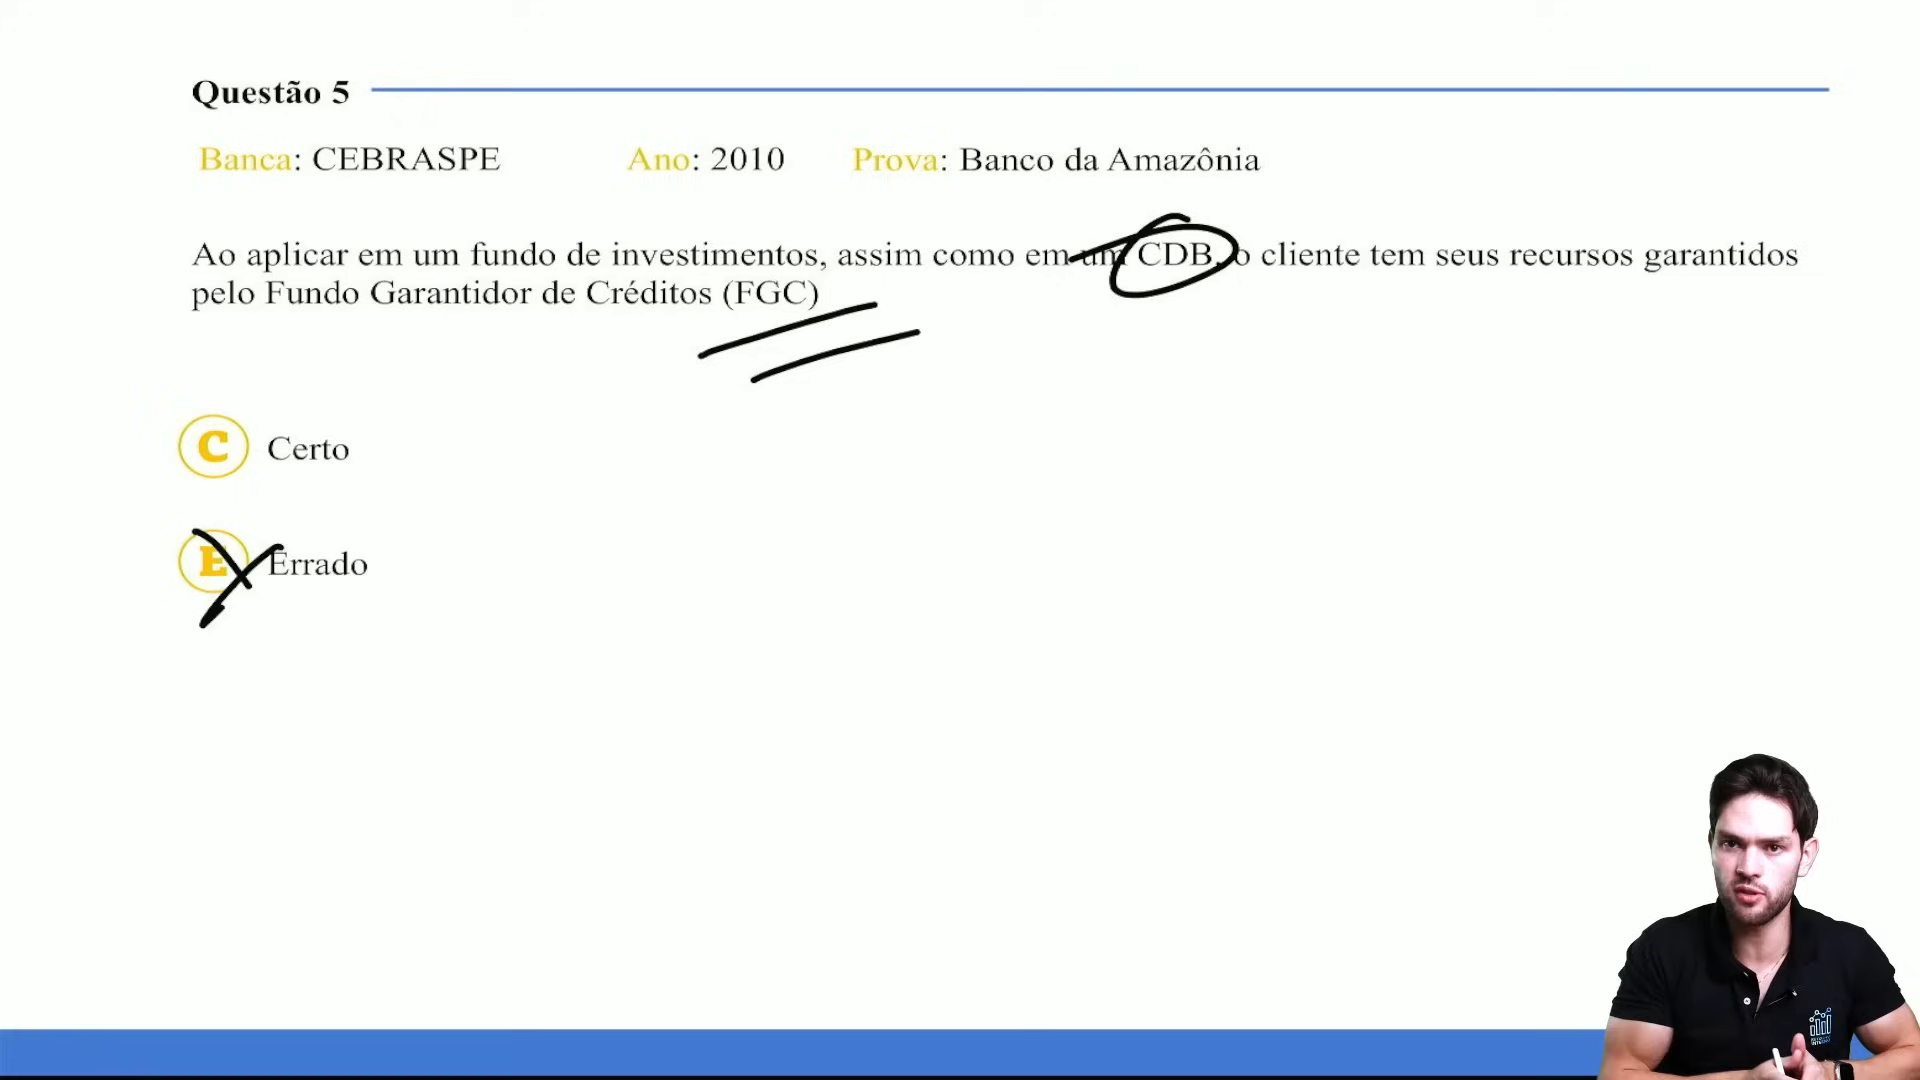 Questão 5
Banca: CEBRASPE Ano: 2010 Prova: Banco da Amazônia
Ao aplicar em um fundo de investimentos, assim como em um CDB, o cliente tem seus recursos garantidos
pelo Fundo Garantidor de Créditos (FGC)
C Certo
E Errado